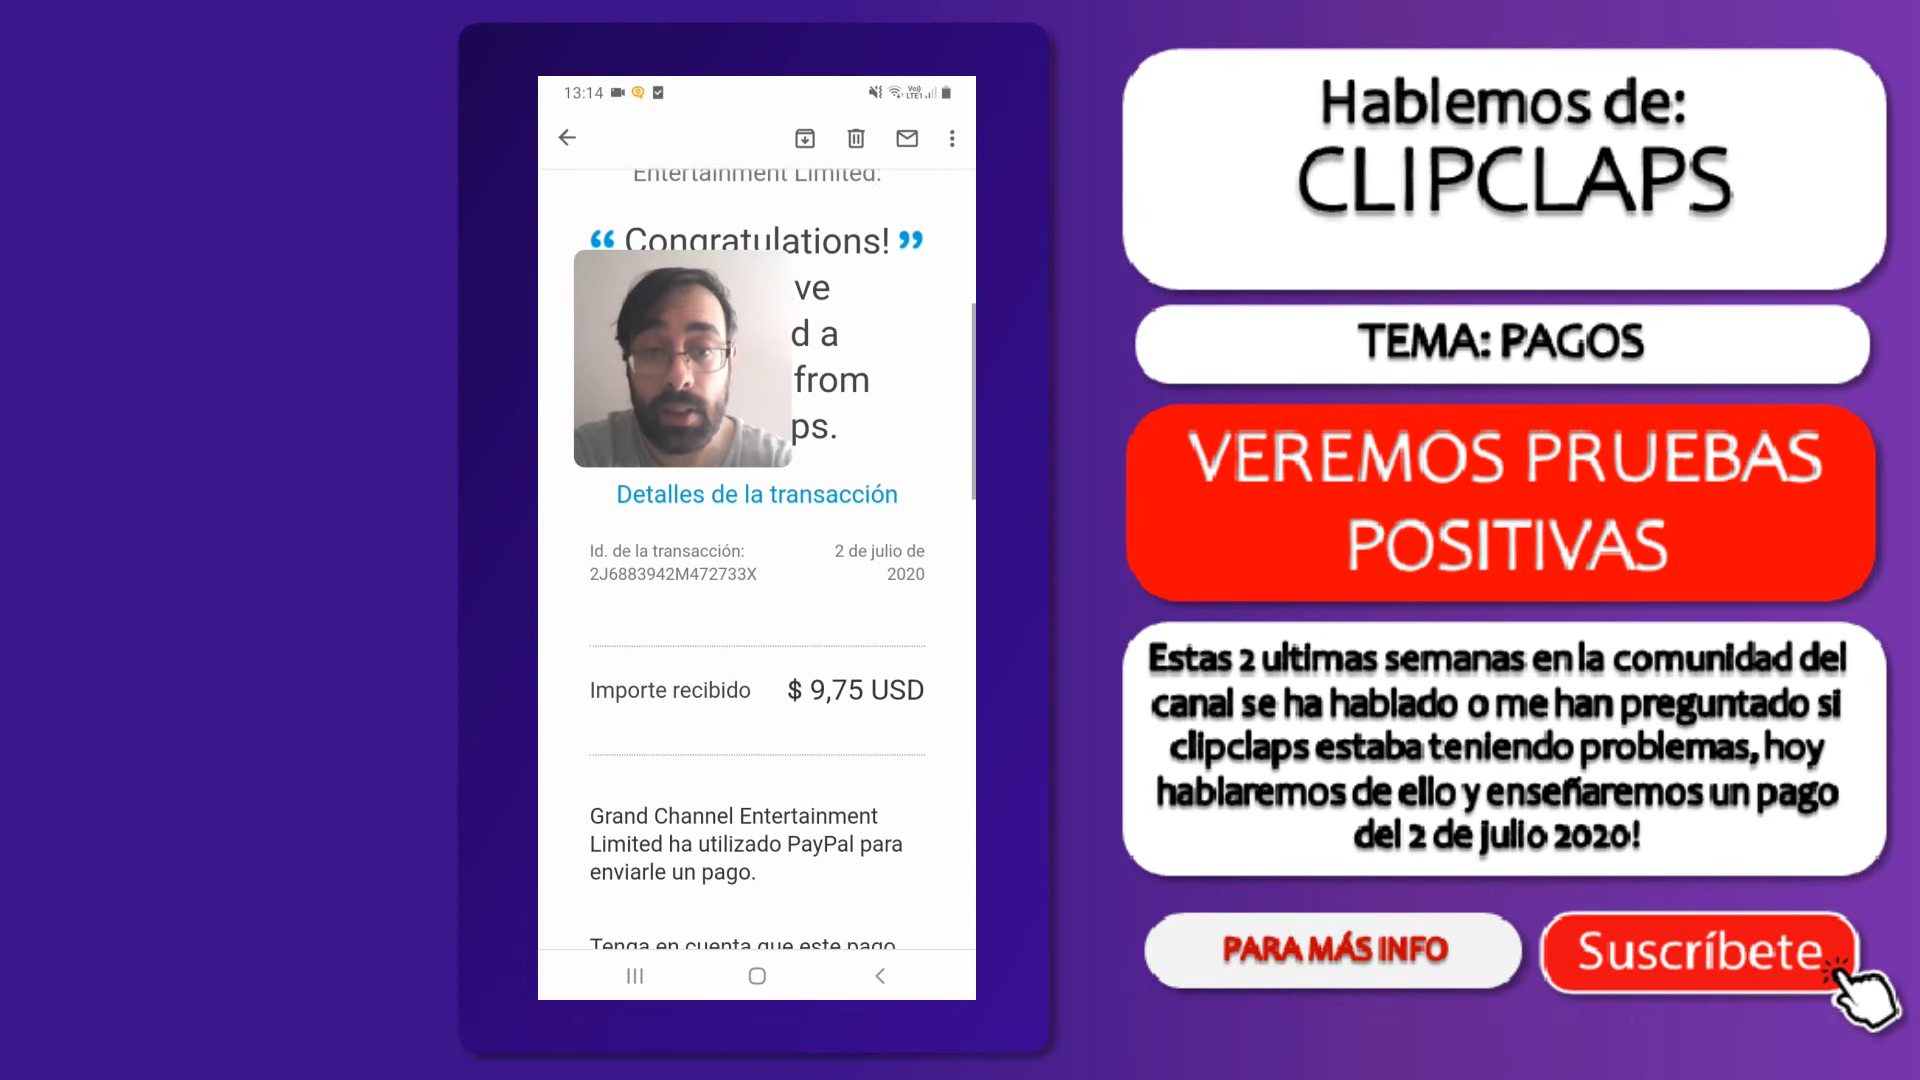 13:14
Entertainment Limited:
“ Congratulations! ”
ve
d a
from
ps.
Detalles de la transacción
Id. de la transacción:
2J6883942M472733X
2 de julio de
2020
Importe recibido $ 9,75 USD
Grand Channel Entertainment
Limited ha utilizado PayPal para
enviarle un pago.
Tenga en cuenta que este pago
Hablemos de:
CLIPCLAPS
TEMA: PAGOS
VEREMOS PRUEBAS
POSITIVAS
Estas 2 ultimas semanas en la comunidad del
canal se ha hablado o me han preguntado si
clipclaps estaba teniendo problemas, hoy
hablaremos de ello y enseñaremos un pago
del 2 de julio 2020!
PARA MÁS INFO
Suscríbete